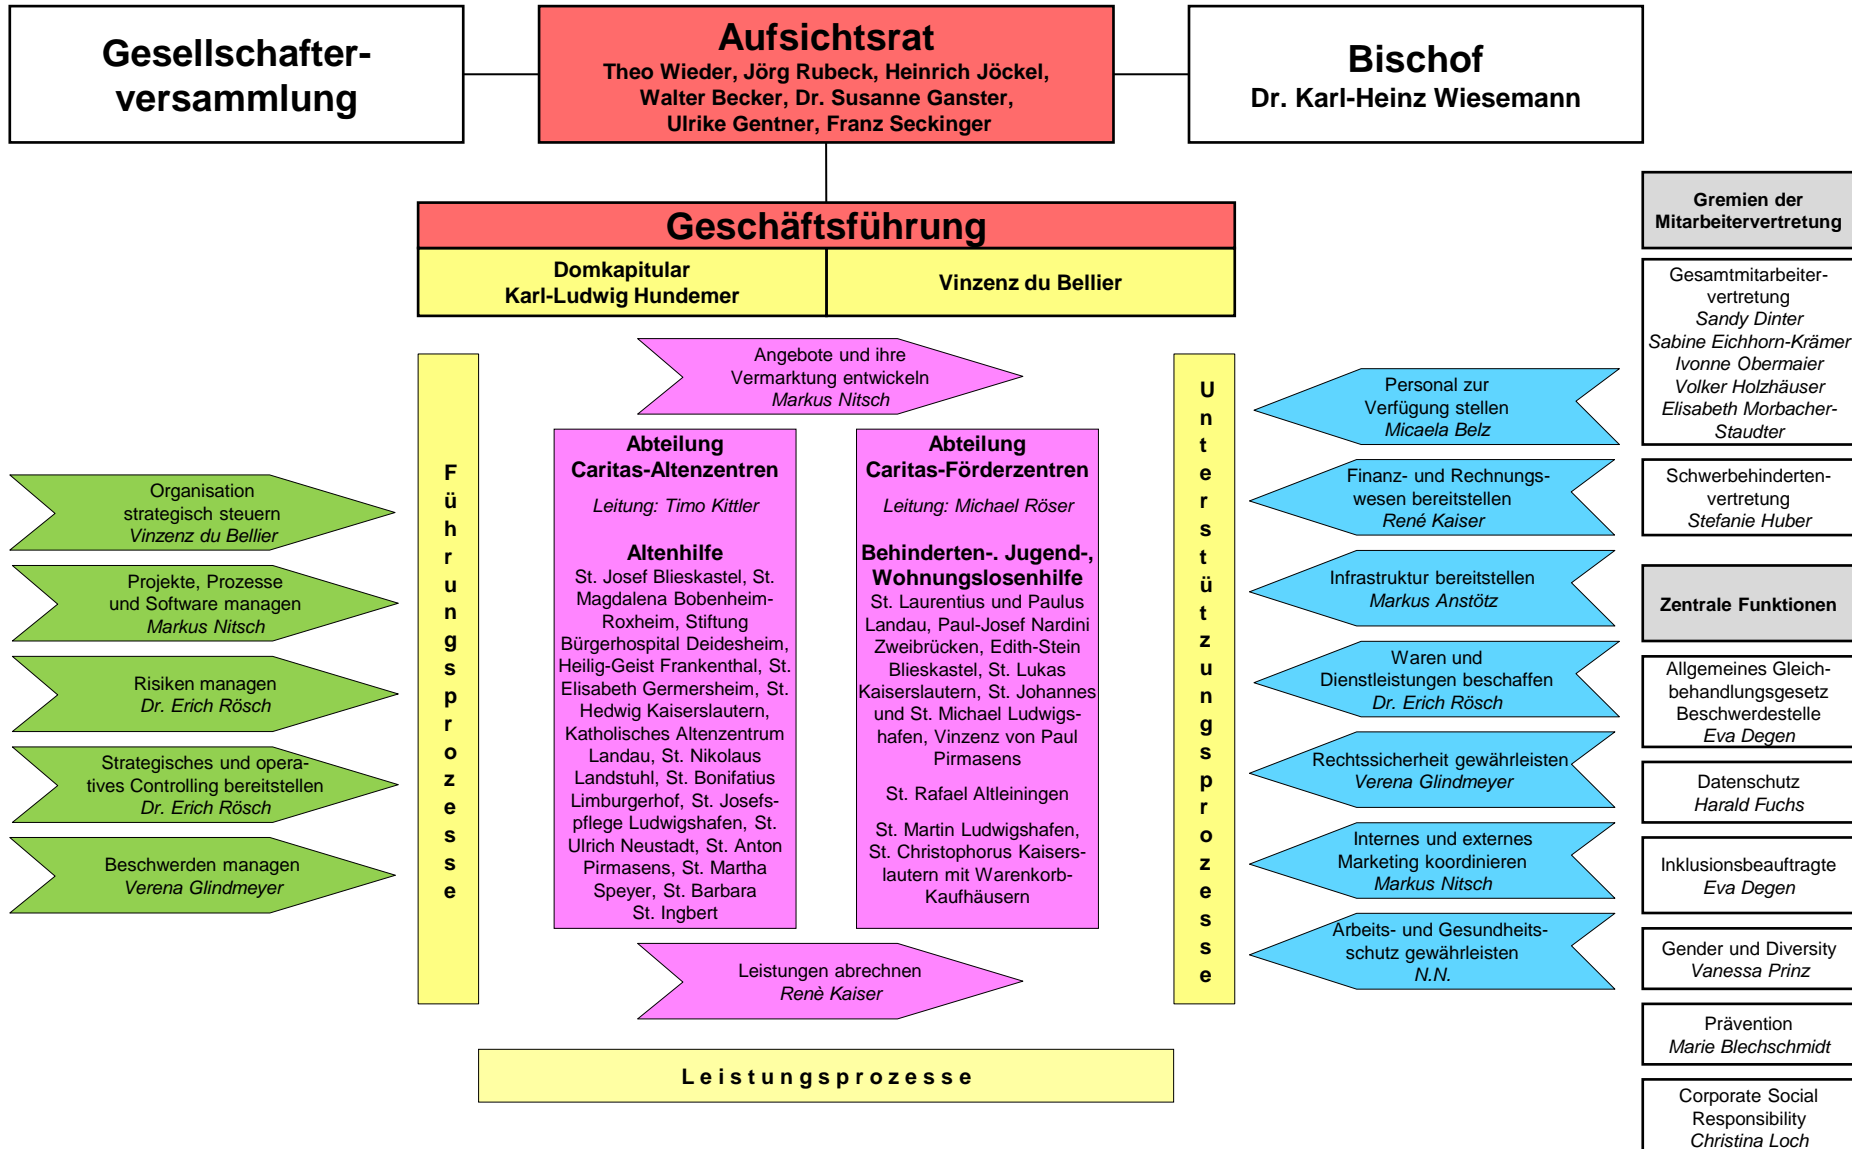 Gesellschafter-
versammlung
Aufsichtsrat
Theo Wieder, Jörg Rubeck, Heinrich Jöckel,
Walter Becker, Dr. Susanne Ganster,
Ulrike Gentner, Franz Seckinger
Bischof
Dr. Karl-Heinz Wiesemann
Geschäftsführung
Domkapitular
Karl-Ludwig Hundemer
Vinzenz du Bellier
Führungsprozesse
Organisation
strategisch steuern
Vinzenz du Bellier
Projekte, Prozesse
und Software managen
Markus Nitsch
Risiken managen
Dr. Erich Rösch
Strategisches und opera-
tives Controlling bereitstellen
Dr. Erich Rösch
Beschwerden managen
Verena Glindmeyer
Angebote und ihre
Vermarktung entwickeln
Markus Nitsch
Abteilung
Caritas-Altenzentren
Leitung: Timo Kittler
Altenhilfe
St. Josef Blieskastel, St.
Magdalena Bobenheim-
Roxheim, Stiftung
Bürgerhospital Deidesheim,
Heilig-Geist Frankenthal, St.
Elisabeth Germersheim, St.
Hedwig Kaiserslautern,
Katholisches Altenzentrum
Landau, St. Nikolaus
Landstuhl, St. Bonifatius
Limburgerhof, St. Josefs-
pflege Ludwigshafen, St.
Ulrich Neustadt, St. Anton
Pirmasens, St. Martha
Speyer, St. Barbara
St. Ingbert
Abteilung
Caritas-Förderzentren
Leitung: Michael Röser
Behinderten-. Jugend-,
Wohnungslosenhilfe
St. Laurentius und Paulus
Landau, Paul-Josef Nardini
Zweibrücken, Edith-Stein
Blieskastel, St. Lukas
Kaiserslautern, St. Johannes
und St. Michael Ludwigs-
hafen, Vinzenz von Paul
Pirmasens
St. Rafael Altleiningen
St. Martin Ludwigshafen,
St. Christophorus Kaisers-
lautern mit Warenkorb-
Kaufhäusern
Leistungen abrechnen
Renè Kaiser
Leistungsprozesse
Unterstützungsprozesse
Personal zur
Verfügung stellen
Micaela Belz
Finanz- und Rechnungs-
wesen bereitstellen
René Kaiser
Infrastruktur bereitstellen
Markus Anstötz
Waren und
Dienstleistungen beschaffen
Dr. Erich Rösch
Rechtssicherheit gewährleisten
Verena Glindmeyer
Internes und externes
Marketing koordinieren
Markus Nitsch
Arbeits- und Gesundheits-
schutz gewährleisten
N.N.
Gremien der
Mitarbeitervertretung
Gesamtmitarbeiter-
vertretung
Sandy Dinter
Sabine Eichhorn-Krämer
Ivonne Obermaier
Volker Holzhäuser
Elisabeth Morbacher-
Staudter
Schwerbehinderten-
vertretung
Stefanie Huber
Zentrale Funktionen
Allgemeines Gleich-
behandlungsgesetz
Beschwerdestelle
Eva Degen
Datenschutz
Harald Fuchs
Inklusionsbeauftragte
Eva Degen
Gender und Diversity
Vanessa Prinz
Prävention
Marie Blechschmidt
Corporate Social
Responsibility
Christina Loch